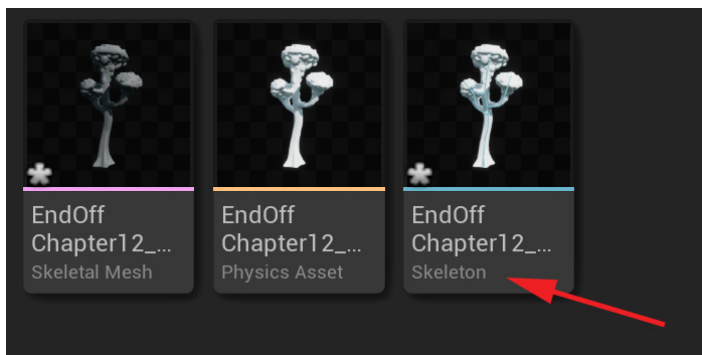 EndOff
Chapter12_...
Skeletal Mesh
EndOff
Chapter12_...
Physics Asset
EndOff
Chapter12_...
Skeleton